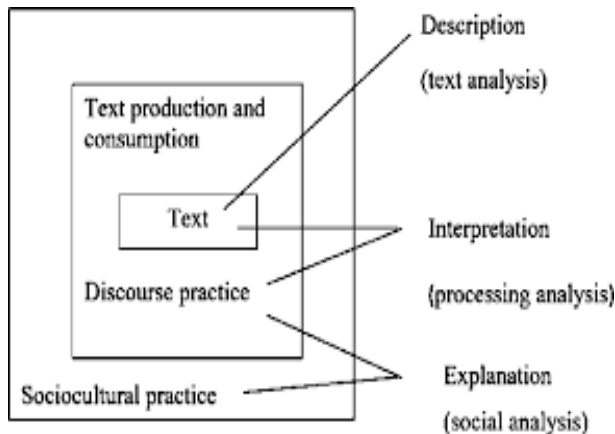 Description
(text analysis)
Text production and
consumption
Text
Interpretation
Discourse practice
(processing analysis)
Explanation
Sociocultural practice
(social analysis)